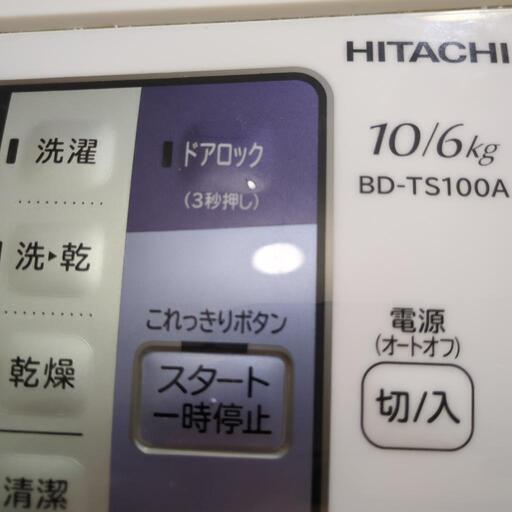 HITACHI
10/6kg
BD-TS100A
洗濯
ドアロック
(3秒押し)
洗▸乾
これっきりボタン
電源
(オートオフ)
乾燥
スタート
一時停止
切/入
清潔